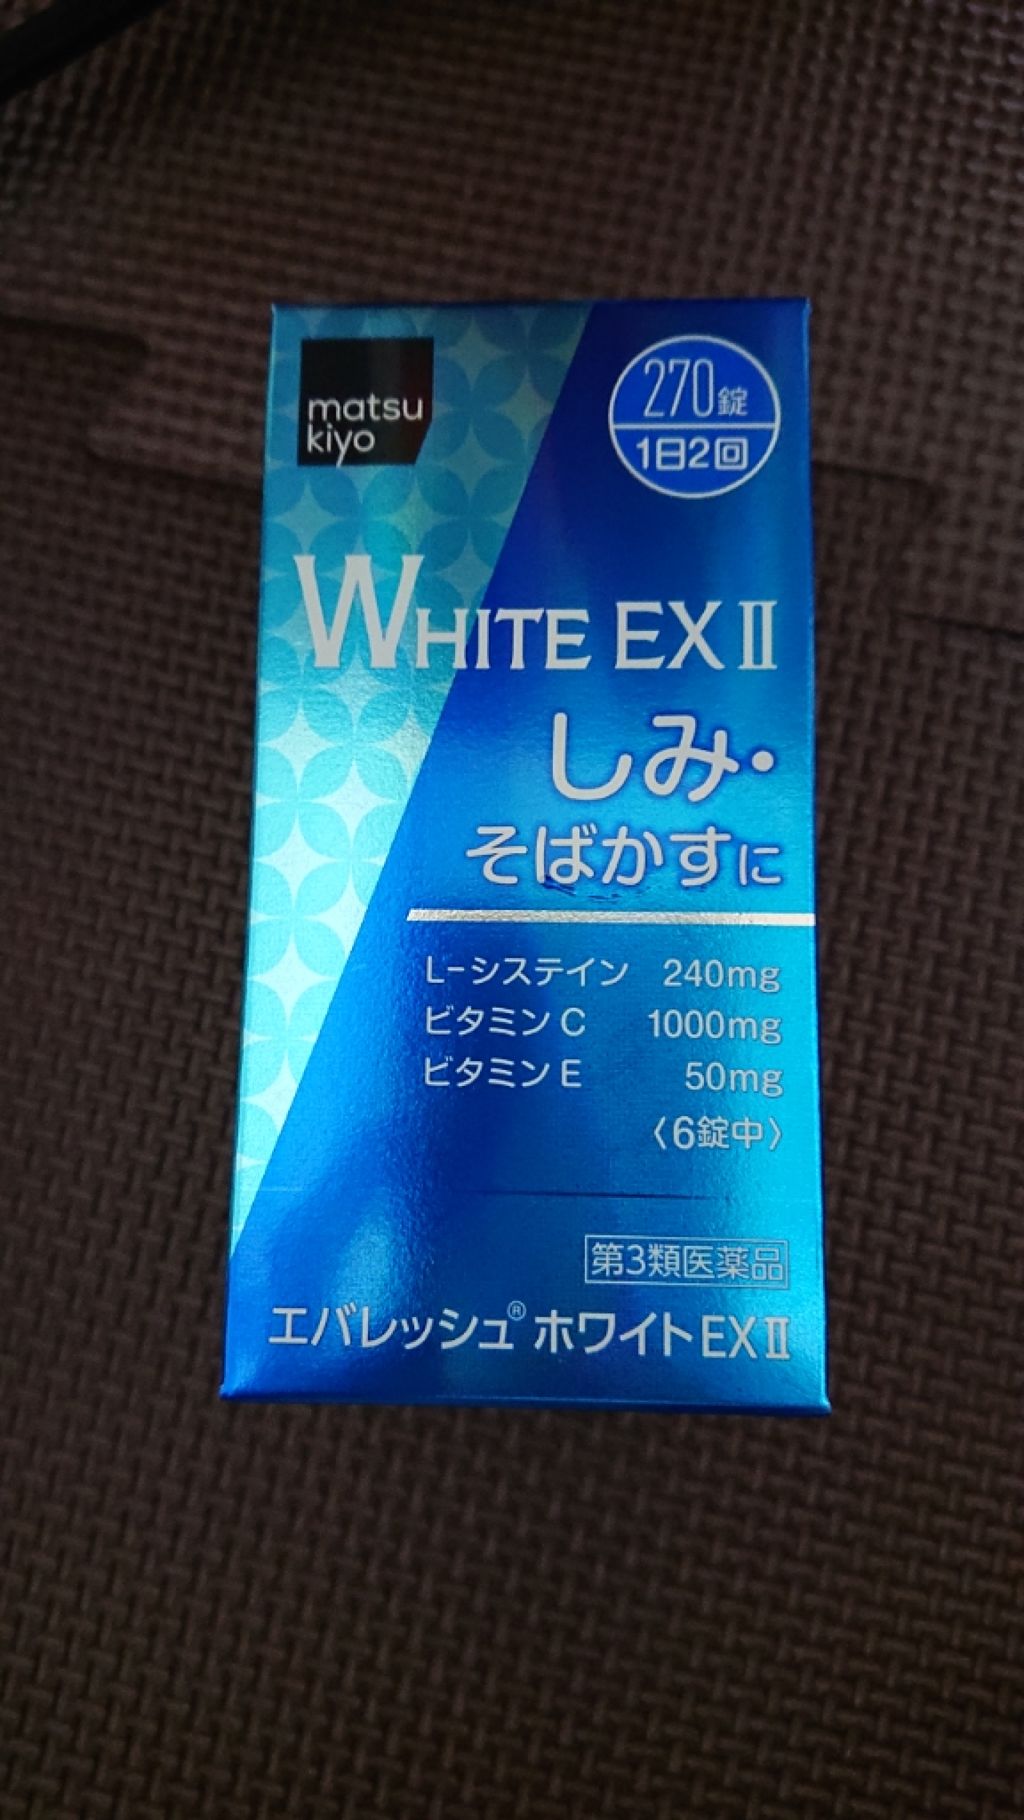 matsu
kiyo
270錠
1日2回
WHITE EX II
しみ・
そばかすに
L-システイン 240mg
ビタミンC 1000mg
ビタミンE 50mg
〈6錠中〉
第3類医薬品
エバレッシュ® ホワイトEX II